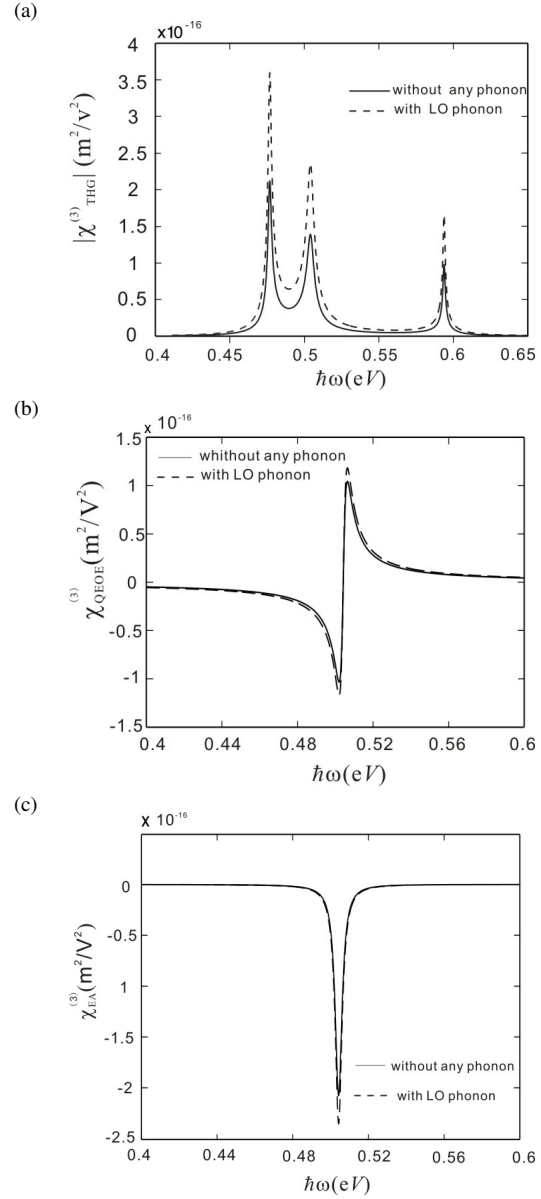 (a)
x10⁻¹⁶
4
3.5
3
2.5
2
1.5
1
0.5
0
|χ⁽³⁾THG| (m²/v²)
without any phonon
with LO phonon
0.4 0.45 0.5 0.55 0.6 0.65
ħω(eV)
(b)
x 10⁻¹⁶
1.5
1
0.5
0
-0.5
-1
-1.5
χ⁽³⁾QEOE(m²/V²)
whithout any phonon
with LO phonon
0.4 0.44 0.48 0.52 0.56 0.6
ħω(eV)
(c)
x 10⁻¹⁶
0
-0.5
1
-1.5
-2
-2.5
χ⁽³⁾EA(m²/V²)
without any phonon
with LO phonon
0.4 0.44 0.48 0.52 0.56 0.6
ħω(eV)